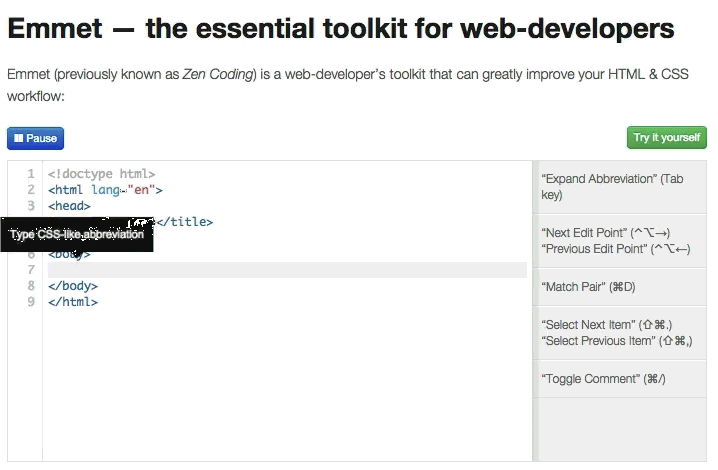 Emmet — the essential toolkit for web-developers
Emmet (previously known as Zen Coding) is a web-developer's toolkit that can greatly improve your HTML & CSS
workflow:
Pause
Try it yourself
1 <!doctype html>
2 <html lang="en">
3 <head>
</title>
Type CSS-like abbreviation
6 <body>
7
8 </body>
9 </html>
“Expand Abbreviation” (Tab
key)
“Next Edit Point” (⌃⌥→)
“Previous Edit Point” (⌃⌥←)
“Match Pair” (⌘D)
“Select Next Item” (⇧⌘.)
“Select Previous Item” (⇧⌘,)
“Toggle Comment” (⌘/)